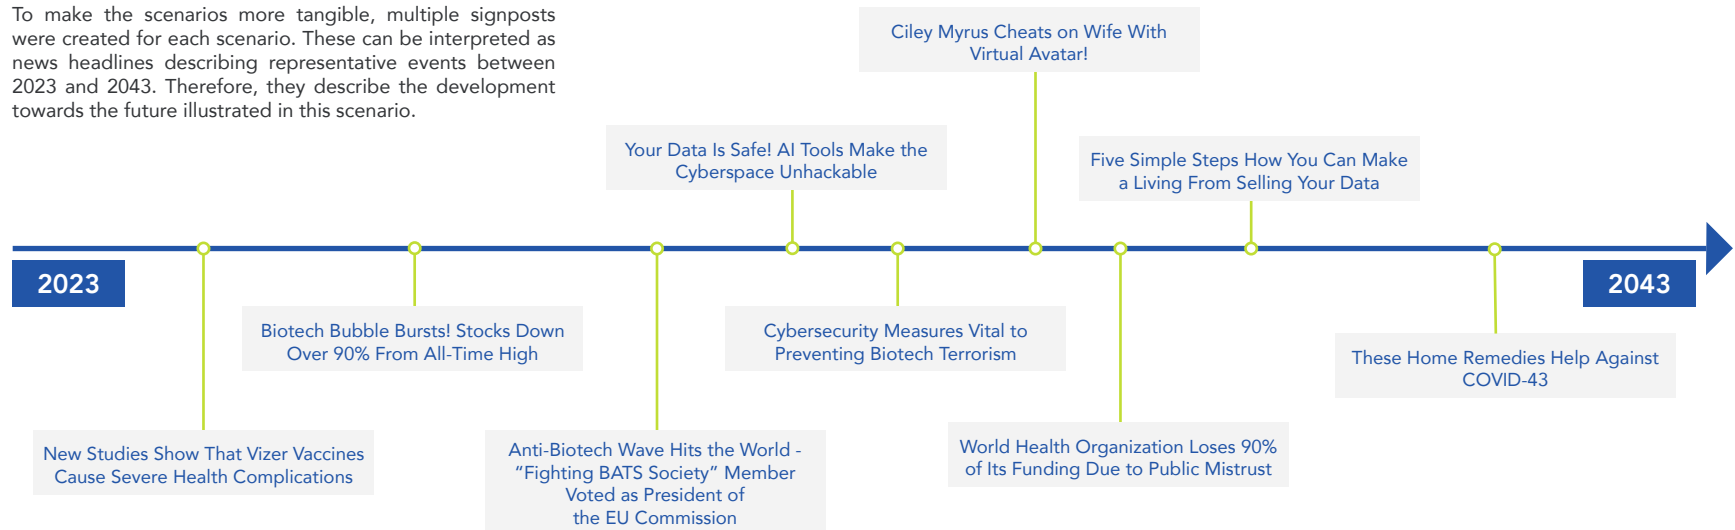 To make the scenarios more tangible, multiple signposts
were created for each scenario. These can be interpreted as
news headlines describing representative events between
2023 and 2043. Therefore, they describe the development
towards the future illustrated in this scenario.
Ciley Myrus Cheats on Wife With
Virtual Avatar!
Your Data Is Safe! AI Tools Make the
Cyberspace Unhackable
Five Simple Steps How You Can Make
a Living From Selling Your Data
2023
2043
Biotech Bubble Bursts! Stocks Down
Over 90% From All-Time High
Cybersecurity Measures Vital to
Preventing Biotech Terrorism
These Home Remedies Help Against
COVID-43
New Studies Show That Vizer Vaccines
Cause Severe Health Complications
Anti-Biotech Wave Hits the World -
“Fighting BATS Society” Member
Voted as President of
the EU Commission
World Health Organization Loses 90%
of Its Funding Due to Public Mistrust